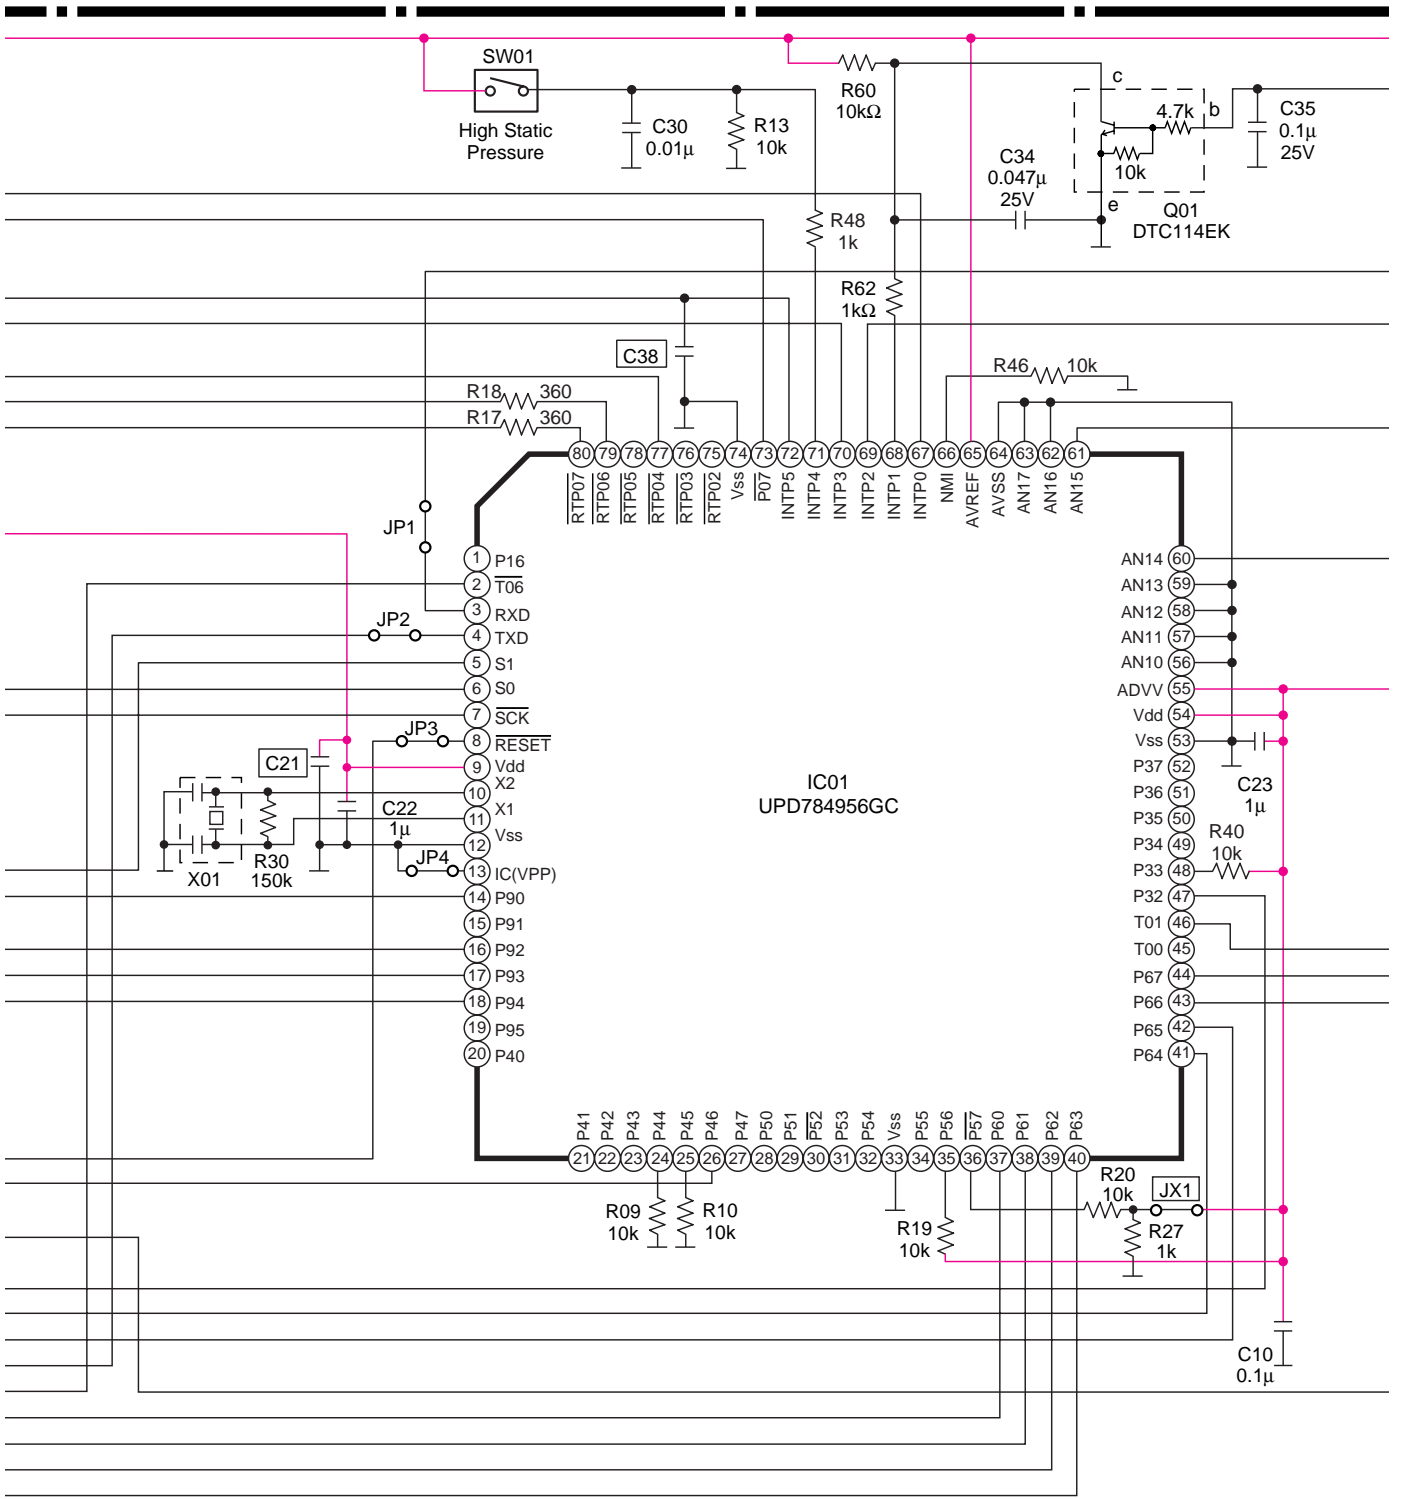 SW01
High Static
Pressure
C30
0.01μ
R13
10k
R60
10kΩ
c
4.7k
b
10k
e
Q01
DTC114EK
C35
0.1μ
25V
C34
0.047μ
25V
R48
1k
R62
1kΩ
C38
R46
10k
R18
360
R17
360
80
79
78
77
76
75
74
73
72
71
70
69
68
67
66
65
64
63
62
61
RTP07
RTP06
RTP05
RTP04
RTP03
RTP02
Vss
P07
INTP5
INTP4
INTP3
INTP2
INTP1
INTP0
NMI
AVREF
AVSS
AN17
AN16
AN15
JP1
JP2
JP3
JP4
1 P16
2 T06
3 RXD
4 TXD
5 S1
6 S0
7 SCK
8 RESET
9 Vdd
10 X2
11 X1
12 Vss
13 IC(VPP)
14 P90
15 P91
16 P92
17 P93
18 P94
19 P95
20 P40
C21
C22
1μ
R30
150k
X01
IC01
UPD784956GC
AN14 60
AN13 59
AN12 58
AN11 57
AN10 56
ADVV 55
Vdd 54
Vss 53
P37 52
P36 51
P35 50
P34 49
P33 48
P32 47
T01 46
T00 45
P67 44
P66 43
P65 42
P64 41
C23
1μ
R40
10k
P41
P42
P43
P44
P45
P46
P47
P50
P51
P52
P53
P54
Vss
P55
P56
P57
P60
P61
P62
P63
21
22
23
24
25
26
27
28
29
30
31
32
33
34
35
36
37
38
39
40
R09
10k
R10
10k
R19
10k
R20
10k
JX1
R27
1k
C10
0.1μ